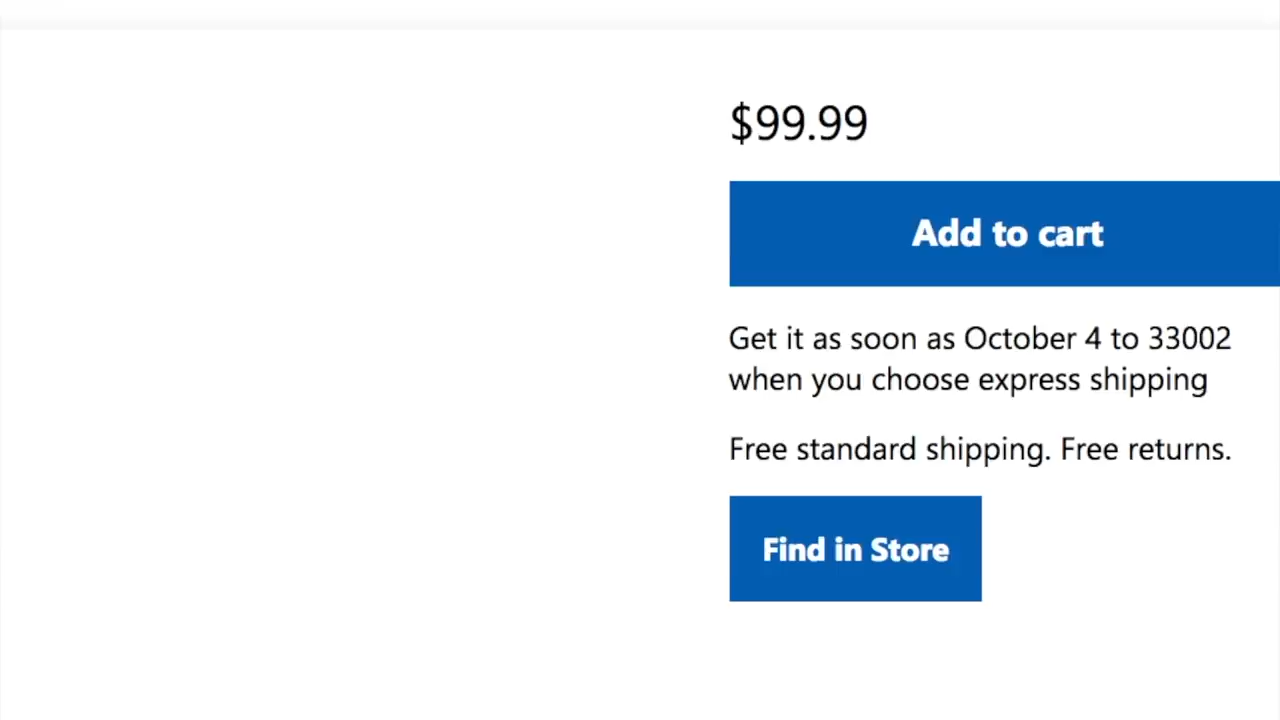 $99.99
Add to cart
Get it as soon as October 4 to 33002
when you choose express shipping
Free standard shipping. Free returns.
Find in Store